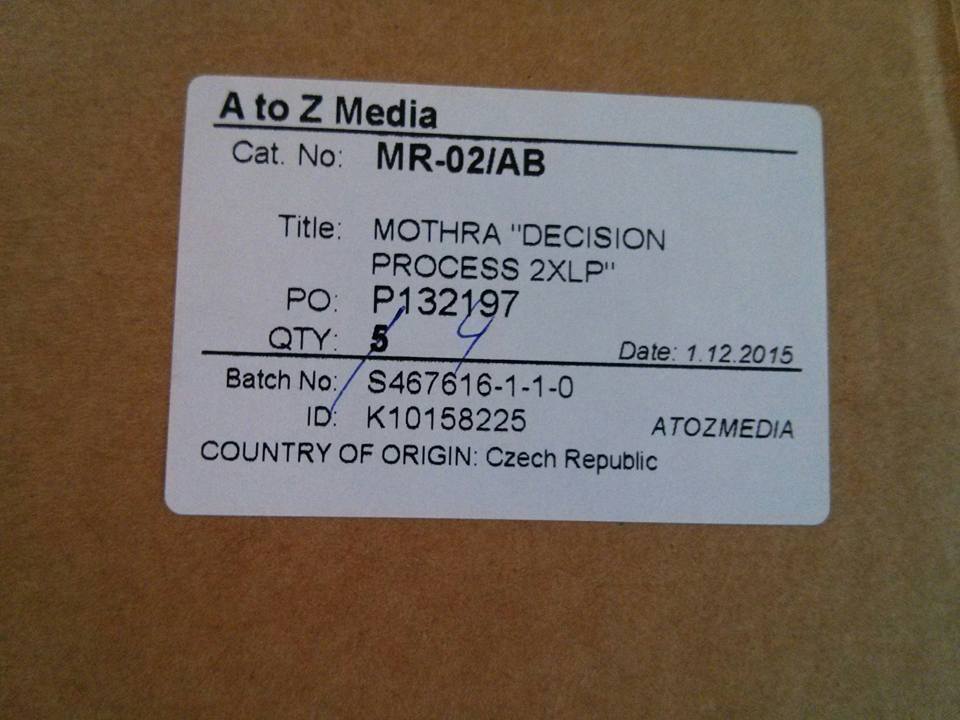 A to Z Media
Cat. No: MR-02/AB
Title: MOTHRA "DECISION
PROCESS 2XLP"
PO: P132197
QTY: 5 4
Date: 1.12.2015
Batch No: S467616-1-1-0
ID: K10158225
ATOZMEDIA
COUNTRY OF ORIGIN: Czech Republic